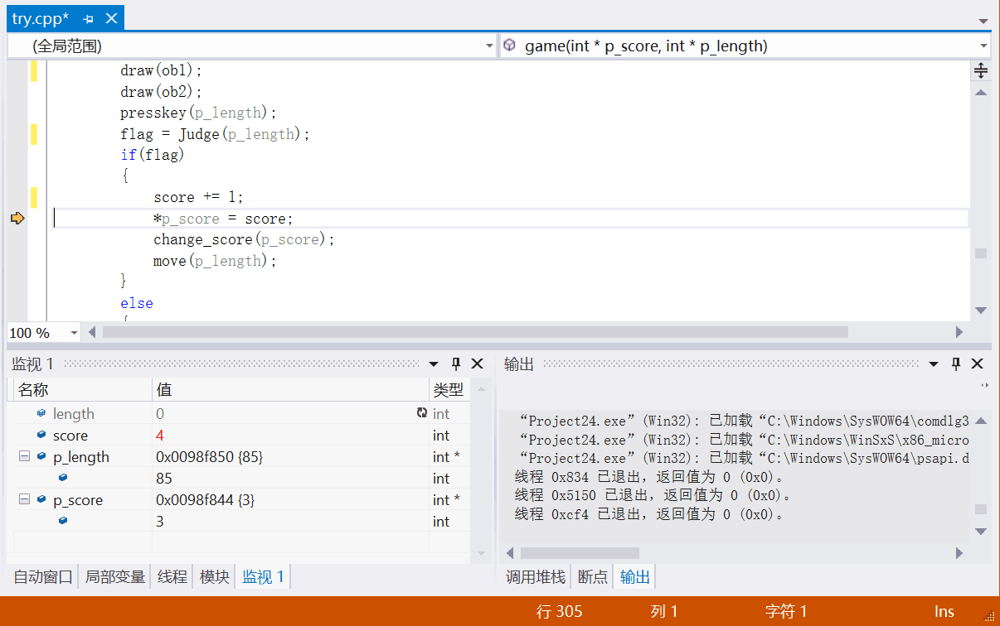 try.cpp*
(全局范围)
game(int * p_score, int * p_length)
draw(ob1);
draw(ob2);
presskey(p_length);
flag = Judge(p_length);
if(flag)
{
score += 1;
*p_score = score;
change_score(p_score);
move(p_length);
}
else
{
100 %
监视 1
名称 值 类型
length 0 int
score 4 int
p_length 0x0098f850 {85} int *
85 int
p_score 0x0098f844 {3} int *
3 int
自动窗口 局部变量 线程 模块 监视 1
输出
“Project24.exe”(Win32): 已加载“C:\Windows\SysWOW64\comdlg3
“Project24.exe”(Win32): 已加载“C:\Windows\WinSxS\x86_micro
“Project24.exe”(Win32): 已加载“C:\Windows\SysWOW64\psapi.d
线程 0x834 已退出，返回值为 0 (0x0)。
线程 0x5150 已退出，返回值为 0 (0x0)。
线程 0xcf4 已退出，返回值为 0 (0x0)。
调用堆栈 断点 输出
行 305 列 1 字符 1 Ins